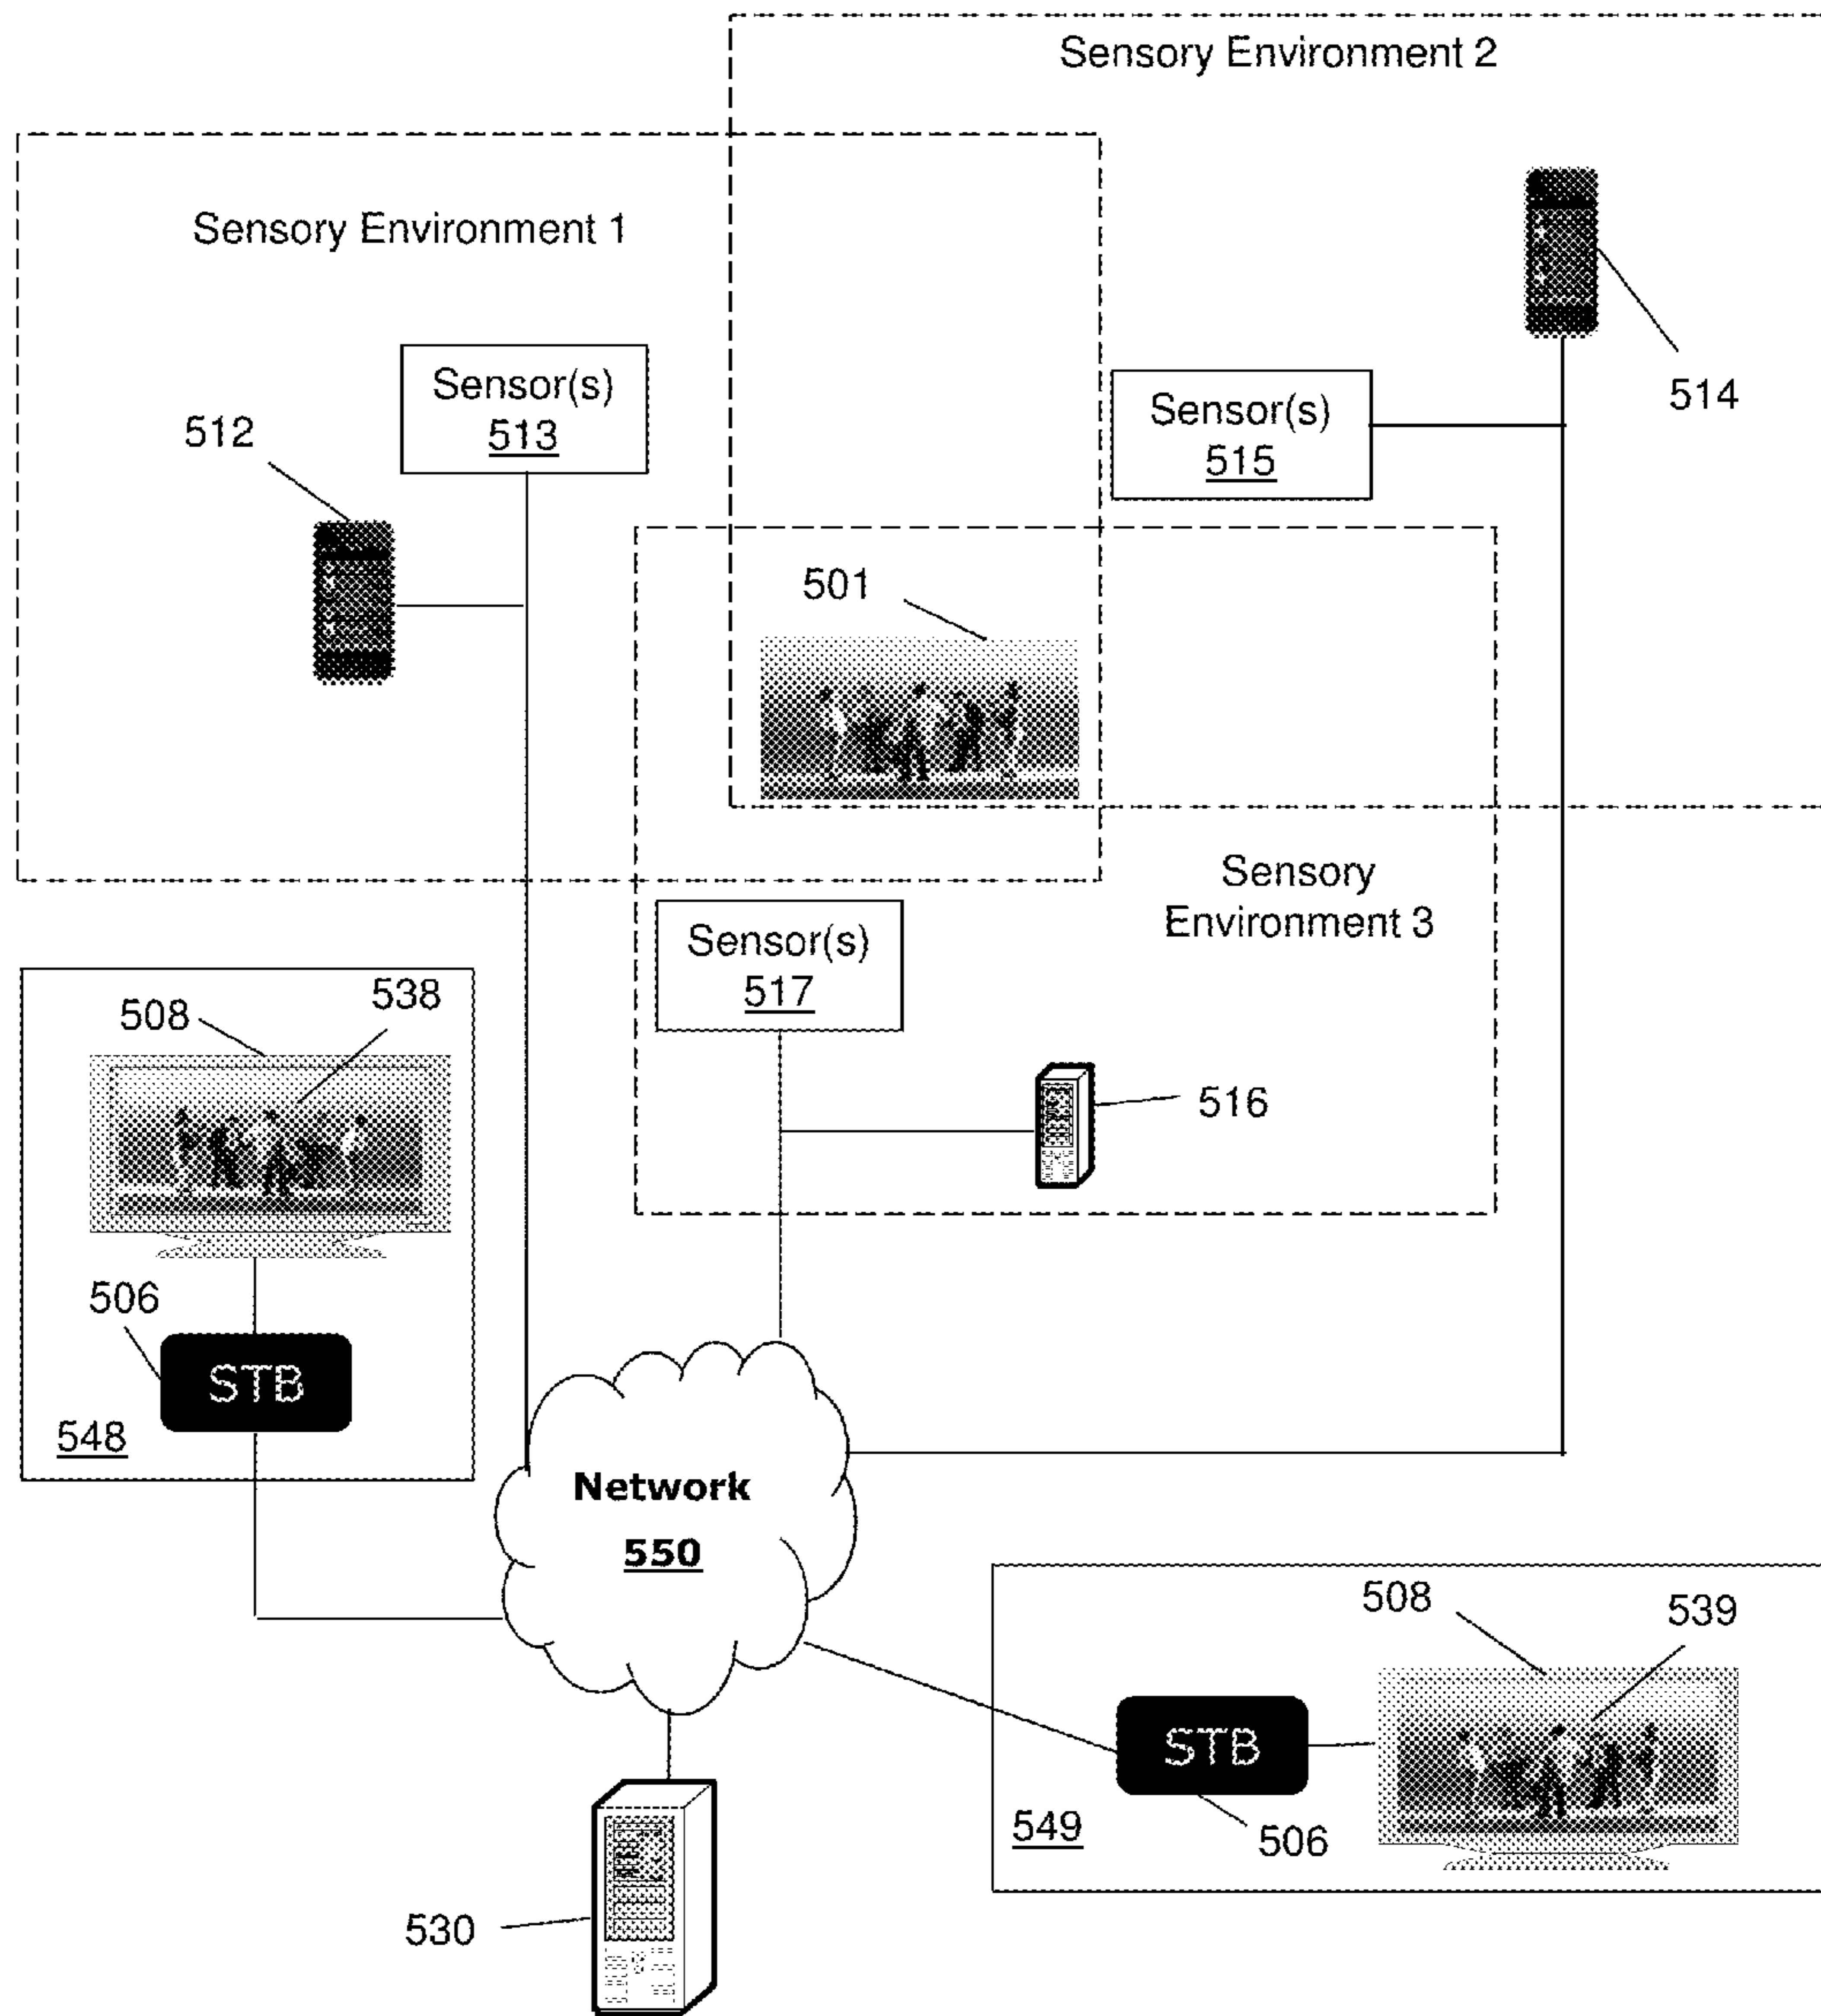 Sensory Environment 2
Sensory Environment 1
514
Sensor(s)
513
Sensor(s)
515
512
501
Sensory
Environment 3
Sensor(s)
517
538
508
516
506
STB
548
Network
550
508
539
STB
549
506
530